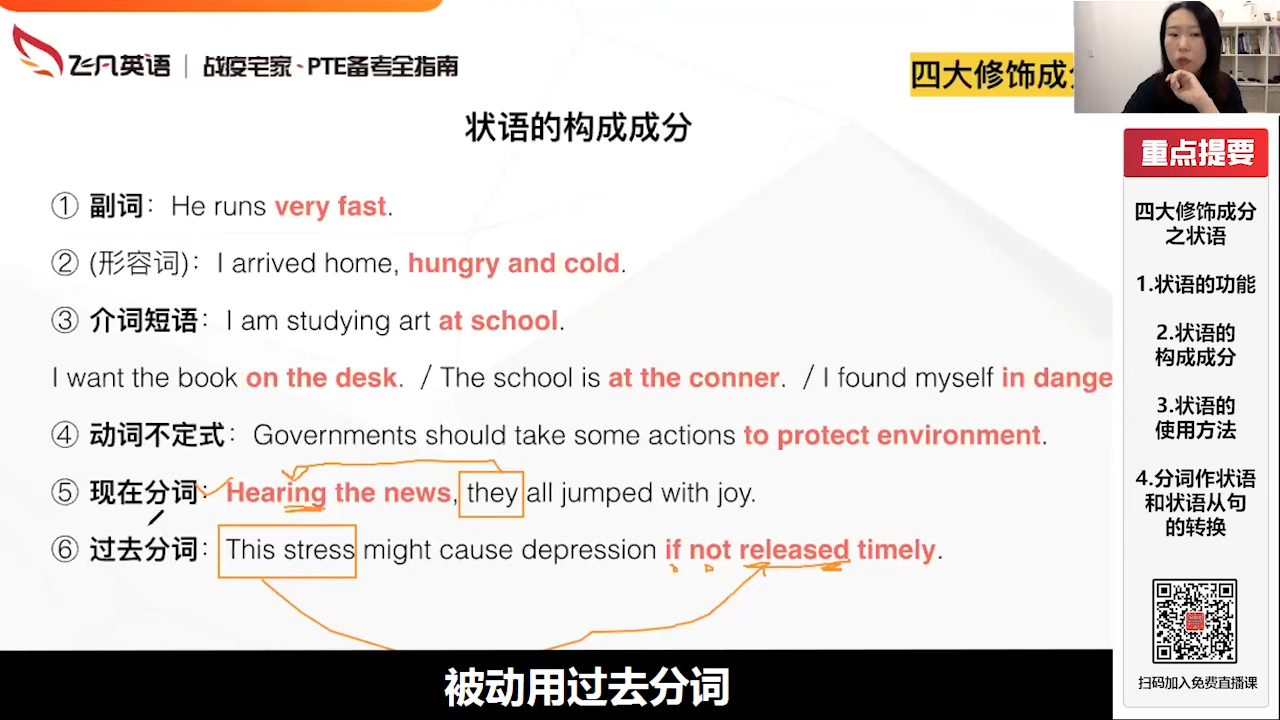 飞凡英语 | 战疫宅家、PTE备考全指南
四大修饰成
状语的构成成分
① 副词：He runs very fast.
② (形容词)：I arrived home, hungry and cold.
③ 介词短语：I am studying art at school.
I want the book on the desk. / The school is at the conner. / I found myself in dange
④ 动词不定式：Governments should take some actions to protect environment.
⑤ 现在分词：Hearing the news, they all jumped with joy.
⑥ 过去分词：This stress might cause depression if not released timely.
被动用过去分词
重点提要
四大修饰成分
之状语
1.状语的功能
2.状语的
构成成分
3.状语的
使用方法
4.分词作状语
和状语从句
的转换
扫码加入免费直播课